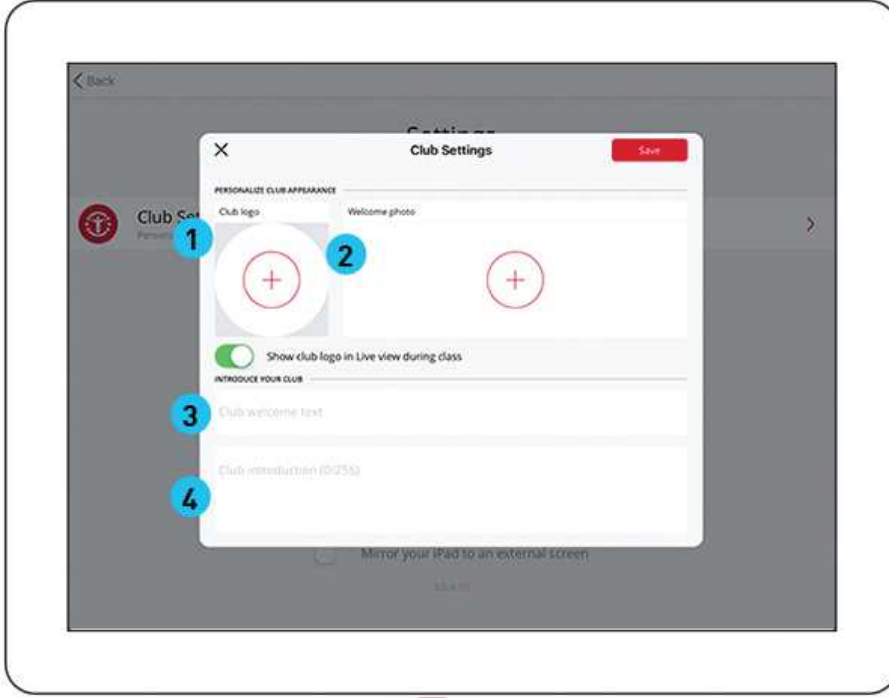 Back
Settings
Club Settings
Save
PERSONALIZE CLUB APPEARANCE
Club logo
Welcome photo
Club Set
1
2
Show club logo in Live view during class
INTRODUCE YOUR CLUB
3
Club welcome text
Club introduction (0/255)
4
Mirror your iPad to an external screen